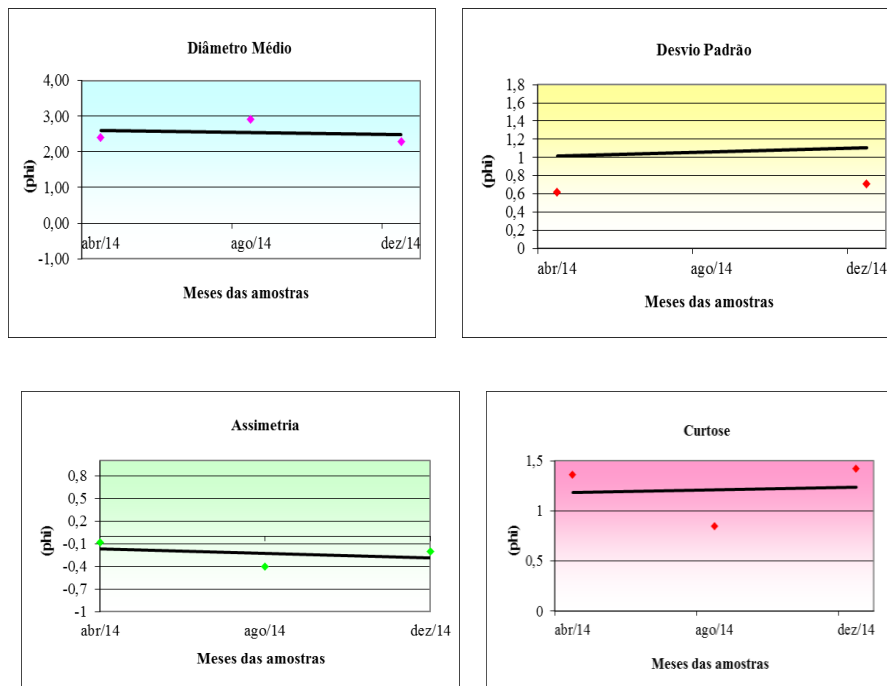 Diâmetro Médio
4,00
3,00
2,00
1,00
0,00
-1,00
(phi)
abr/14 ago/14 dez/14
Meses das amostras
Desvio Padrão
1,8
1,6
1,4
1,2
1
0,8
0,6
0,4
0,2
0
(phi)
abr/14 ago/14 dez/14
Meses das amostras
Assimetria
0,8
0,5
0,2
-0,1
-0,4
-0,7
-1
(phi)
abr/14 ago/14 dez/14
Meses das amostras
Curtose
1,5
1
0,5
0
(phi)
abr/14 ago/14 dez/14
Meses das amostras